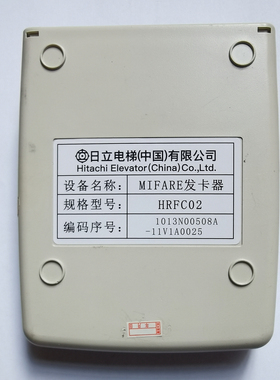 日立电梯(中国)有限公司
Hitachi Elevator(China)Co.,Ltd.
设备名称: MIFARE发卡器
规格型号: HRFC02
编码序号: 1013N00508A
-11V1A0025